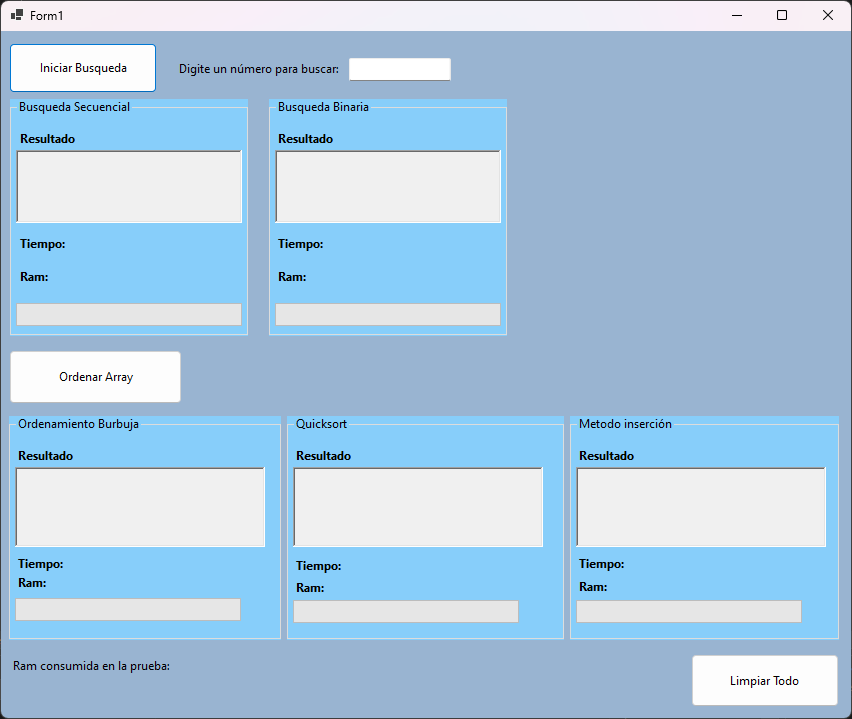 Form1
Iniciar Busqueda
Digite un número para buscar:
Busqueda Secuencial
Busqueda Binaria
Resultado
Resultado
Tiempo:
Tiempo:
Ram:
Ram:
Ordenar Array
Ordenamiento Burbuja
Quicksort
Metodo inserción
Resultado
Resultado
Resultado
Tiempo:
Tiempo:
Tiempo:
Ram:
Ram:
Ram:
Ram consumida en la prueba:
Limpiar Todo